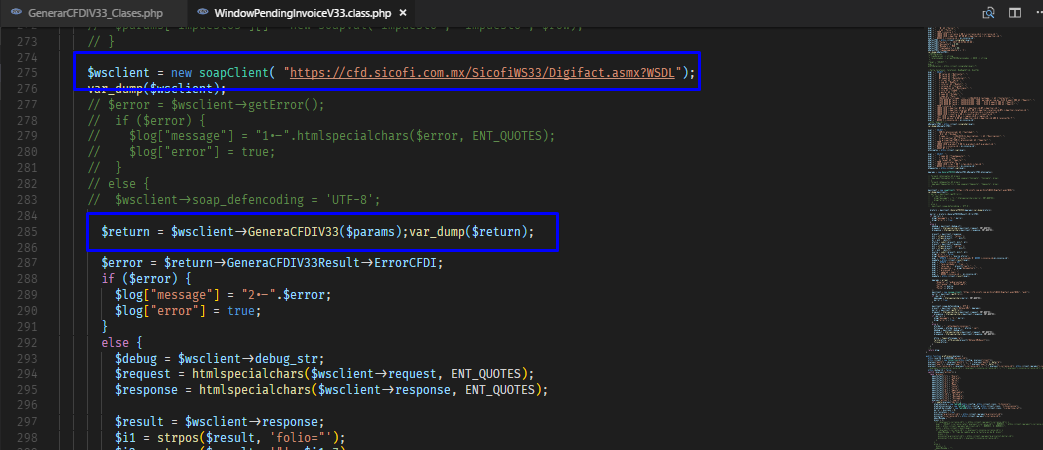 GenerarCFDIV33_Clases.php
WindowPendingInvoiceV33.class.php ×
273 // }
274
275 $wsclient = new soapClient( "https://cfd.sicofi.com.mx/SicofiWS33/Digifact.asmx?WSDL");
276 var_dump($wsclient);
277 // $error = $wsclient->getError();
278 // if ($error) {
279 // $log["message"] = "1.-".htmlspecialchars($error, ENT_QUOTES);
280 // $log["error"] = true;
281 // }
282 // else {
283 // $wsclient->soap_defencoding = 'UTF-8';
284
285 $return = $wsclient->GeneraCFDIV33($params);var_dump($return);
286
287 $error = $return->GeneraCFDIV33Result->ErrorCFDI;
288 if ($error) {
289 $log["message"] = "2.-".$error;
290 $log["error"] = true;
291 }
292 else {
293 $debug = $wsclient->debug_str;
294 $request = htmlspecialchars($wsclient->request, ENT_QUOTES);
295 $response = htmlspecialchars($wsclient->response, ENT_QUOTES);
296
297 $result = $wsclient->response;
298 $i1 = strpos($result, 'folio="');